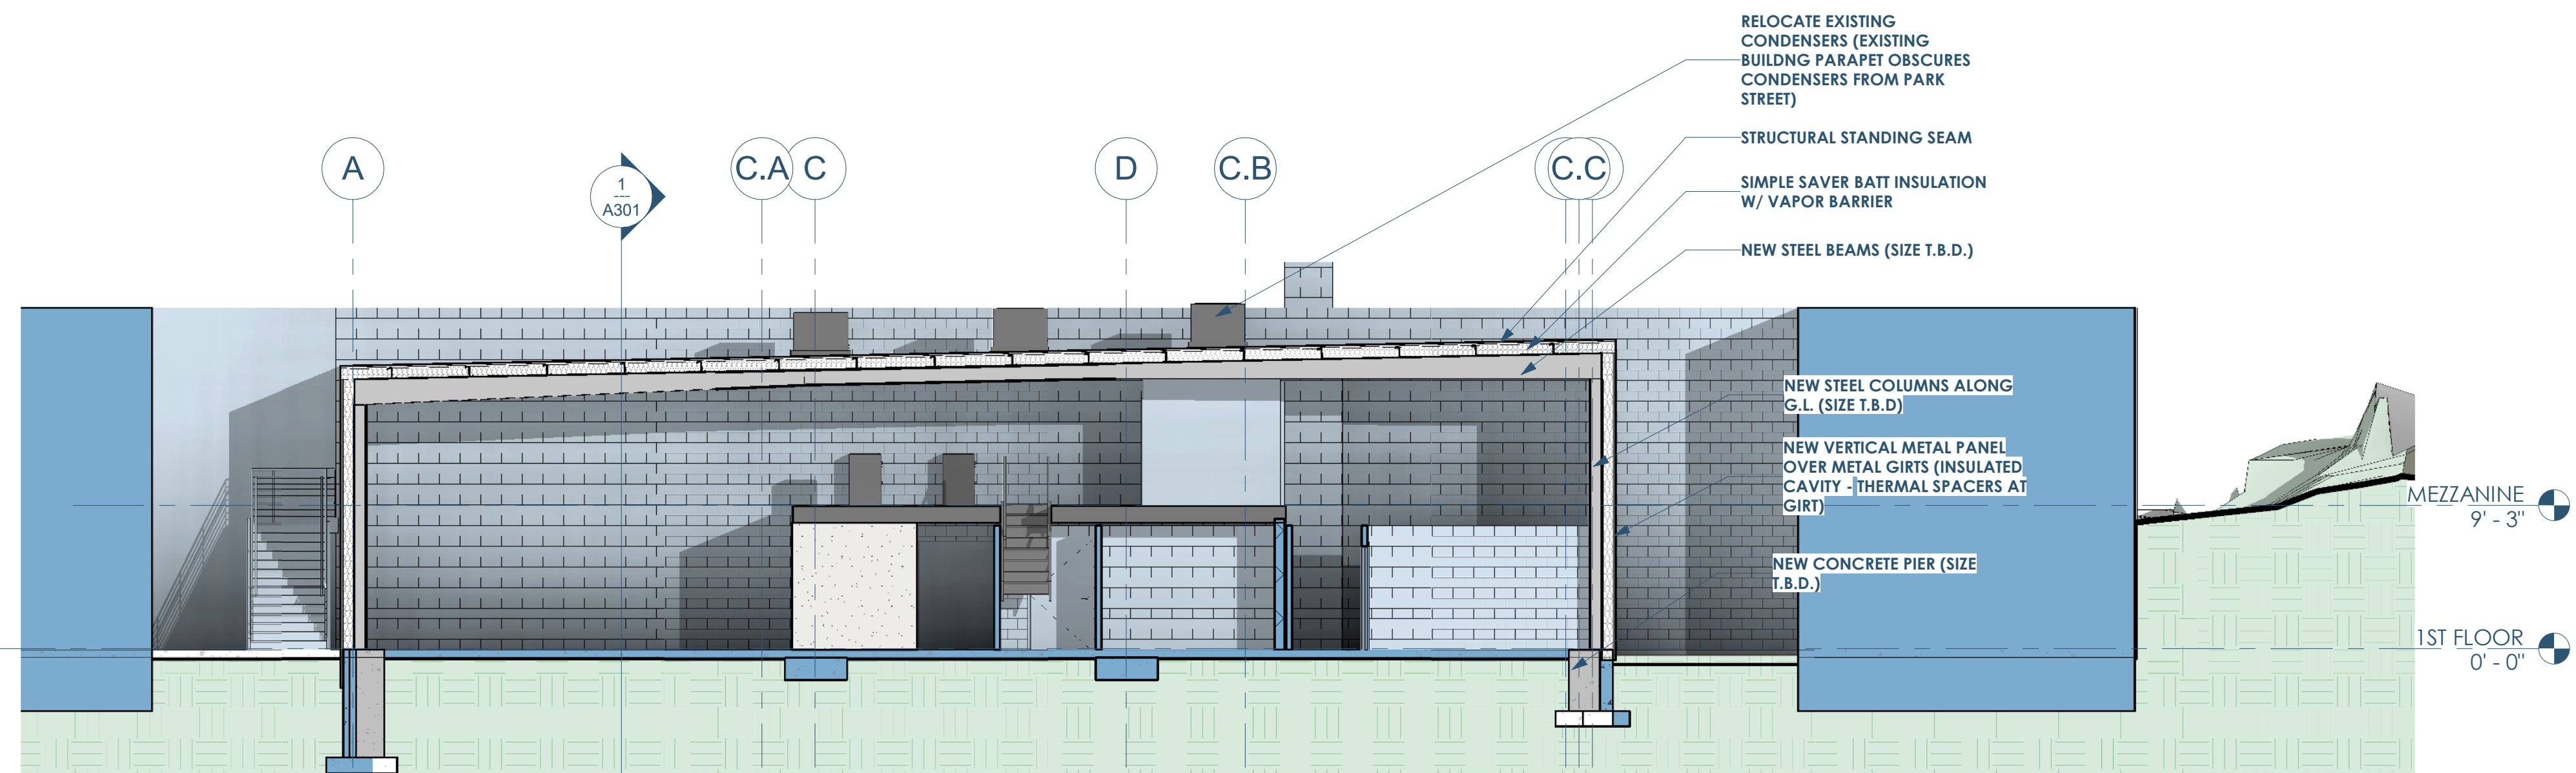 RELOCATE EXISTING
CONDENSERS (EXISTING
BUILDNG PARAPET OBSCURES
CONDENSERS FROM PARK
STREET)
STRUCTURAL STANDING SEAM
SIMPLE SAVER BATT INSULATION
W/ VAPOR BARRIER
NEW STEEL BEAMS (SIZE T.B.D.)
A
1
---
A301
C.A
C
D
C.B
C.C
NEW STEEL COLUMNS ALONG
G.L. (SIZE T.B.D)
NEW VERTICAL METAL PANEL
OVER METAL GIRTS (INSULATED
CAVITY - THERMAL SPACERS AT
GIRT)
NEW CONCRETE PIER (SIZE
T.B.D.)
MEZZANINE
9' - 3"
1ST FLOOR
0' - 0"